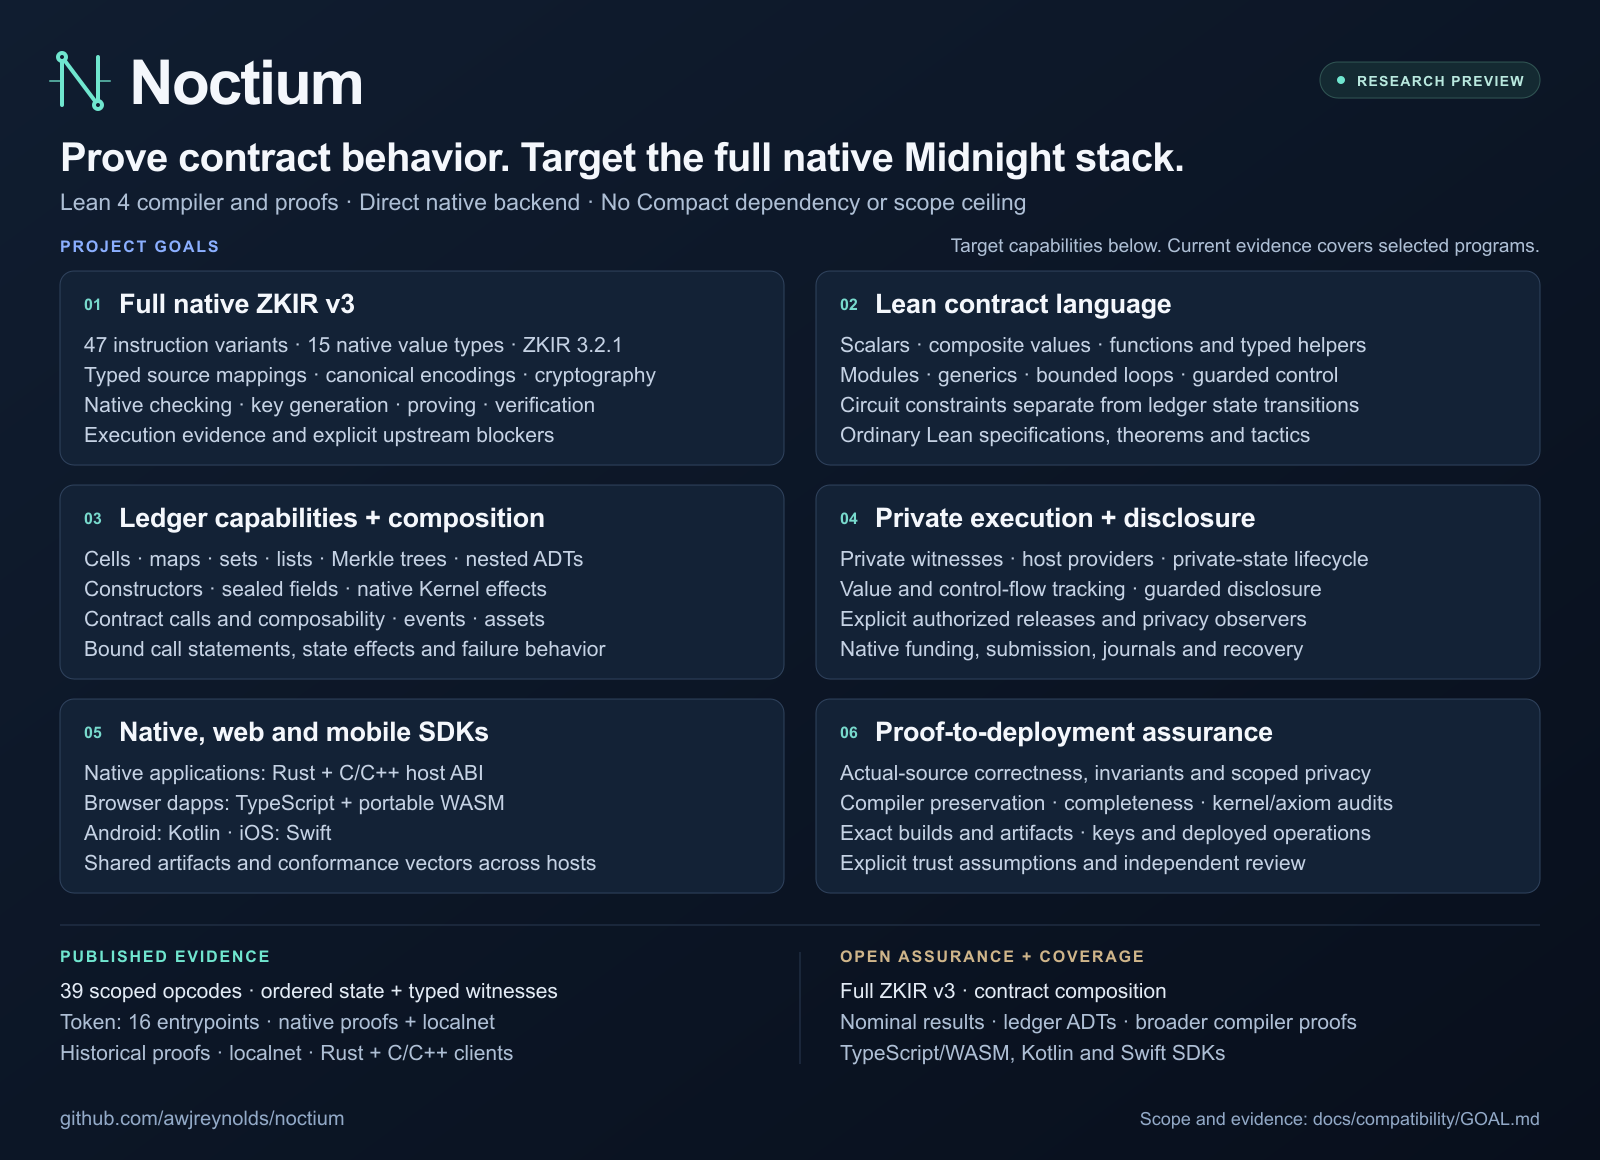 Noctium
RESEARCH PREVIEW
Prove contract behavior. Target the full native Midnight stack.
Lean 4 compiler and proofs · Direct native backend · No Compact dependency or scope ceiling
PROJECT GOALS
Target capabilities below. Current evidence covers selected programs.
01 Full native ZKIR v3
47 instruction variants · 15 native value types · ZKIR 3.2.1
Typed source mappings · canonical encodings · cryptography
Native checking · key generation · proving · verification
Execution evidence and explicit upstream blockers
02 Lean contract language
Scalars · composite values · functions and typed helpers
Modules · generics · bounded loops · guarded control
Circuit constraints separate from ledger state transitions
Ordinary Lean specifications, theorems and tactics
03 Ledger capabilities + composition
Cells · maps · sets · lists · Merkle trees · nested ADTs
Constructors · sealed fields · native Kernel effects
Contract calls and composability · events · assets
Bound call statements, state effects and failure behavior
04 Private execution + disclosure
Private witnesses · host providers · private-state lifecycle
Value and control-flow tracking · guarded disclosure
Explicit authorized releases and privacy observers
Native funding, submission, journals and recovery
05 Native, web and mobile SDKs
Native applications: Rust + C/C++ host ABI
Browser dapps: TypeScript + portable WASM
Android: Kotlin · iOS: Swift
Shared artifacts and conformance vectors across hosts
06 Proof-to-deployment assurance
Actual-source correctness, invariants and scoped privacy
Compiler preservation · completeness · kernel/axiom audits
Exact builds and artifacts · keys and deployed operations
Explicit trust assumptions and independent review
PUBLISHED EVIDENCE
39 scoped opcodes · ordered state + typed witnesses
Token: 16 entrypoints · native proofs + localnet
Historical proofs · localnet · Rust + C/C++ clients
OPEN ASSURANCE + COVERAGE
Full ZKIR v3 · contract composition
Nominal results · ledger ADTs · broader compiler proofs
TypeScript/WASM, Kotlin and Swift SDKs
github.com/awjreynolds/noctium
Scope and evidence: docs/compatibility/GOAL.md